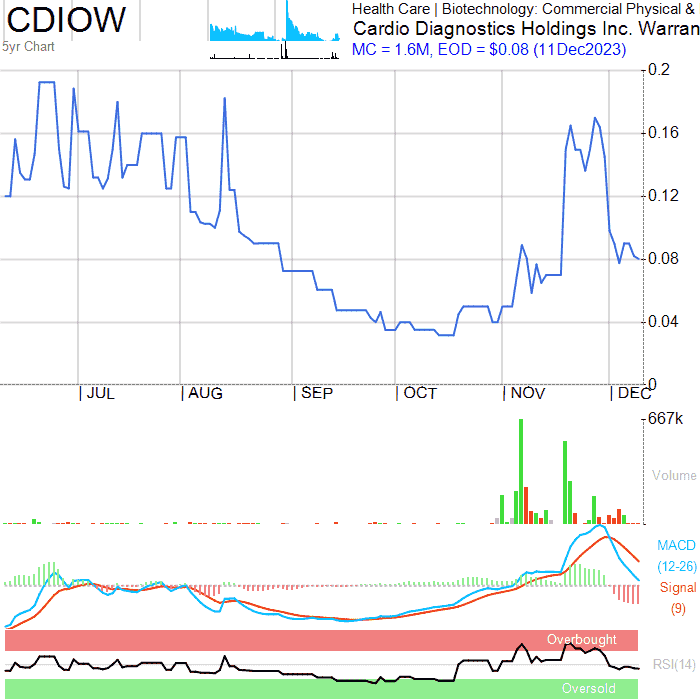 CDIOW
5yr Chart
Health Care | Biotechnology: Commercial Physical &
Cardio Diagnostics Holdings Inc. Warran
MC = 1.6M, EOD = $0.08 (11Dec2023)
0.2
0.16
0.12
0.08
0.04
0
| JUL | AUG | SEP | OCT | NOV | DEC
667k
Volume
MACD
(12-26)
Signal
(9)
Overbought
RSI(14)
Oversold